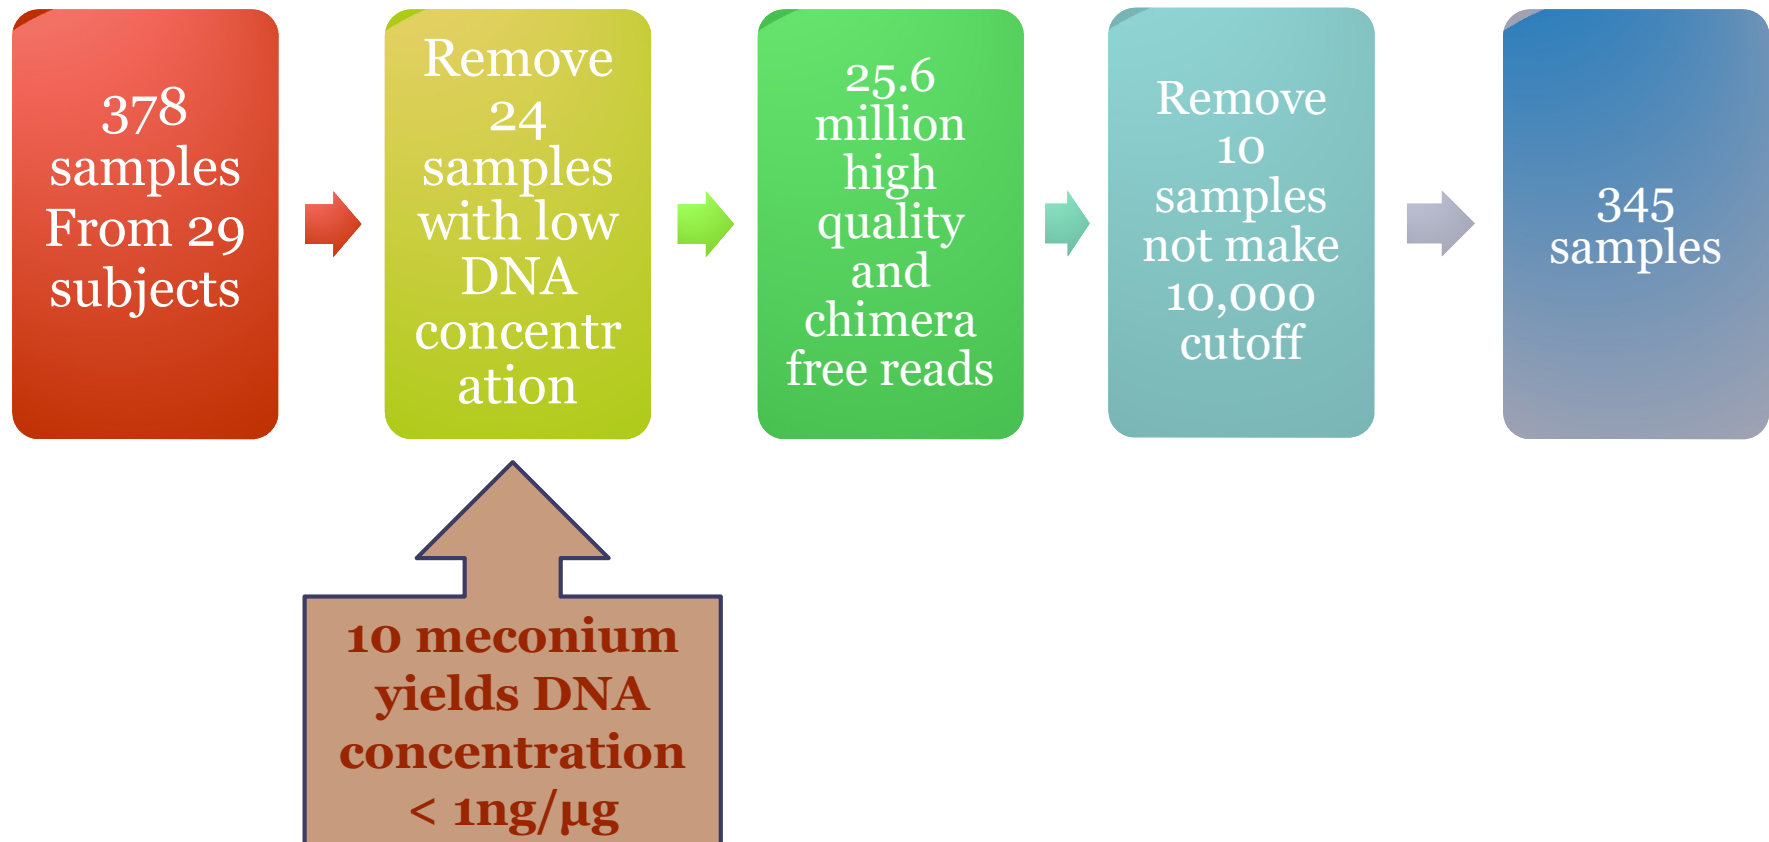 378
samples
From 29
subjects
Remove
24
samples
with low
DNA
concentr
ation
25.6
million
high
quality
and
chimera
free reads
Remove
10
samples
not make
10,000
cutoff
345
samples
10 meconium
yields DNA
concentration
< 1ng/µg